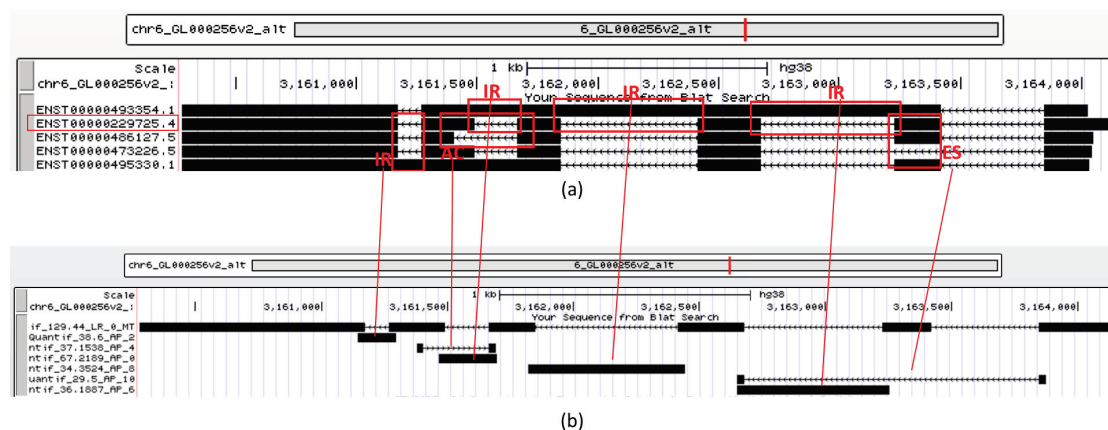 chr6_GL000256v2_alt 6_GL000256v2_alt
Scale 1 kb hg38
chr6_GL000256v2_: 3,161,000 3,161,500 3,162,000 3,162,500 3,163,000 3,163,500 3,164,000
Your Sequence from Blat Search
ENST00000493354.1
ENST00000229725.4
ENST00000486127.5
ENST00000473226.5
ENST00000495330.1
IR IR IR
IR AC ES
(a)
chr6_GL000256v2_alt 6_GL000256v2_alt
Scale 1 kb hg38
chr6_GL000256v2_: 3,161,000 3,161,500 3,162,000 3,162,500 3,163,000 3,163,500 3,164,000
Your Sequence from Blat Search
if_129.44_LR_0_MT
Quantif_38.6_AP_2
ntif_37.1538_AP_4
ntif_67.2189_AP_0
ntif_34.3524_AP_8
uantif_29.5_AP_10
ntif_36.1887_AP_6
(b)